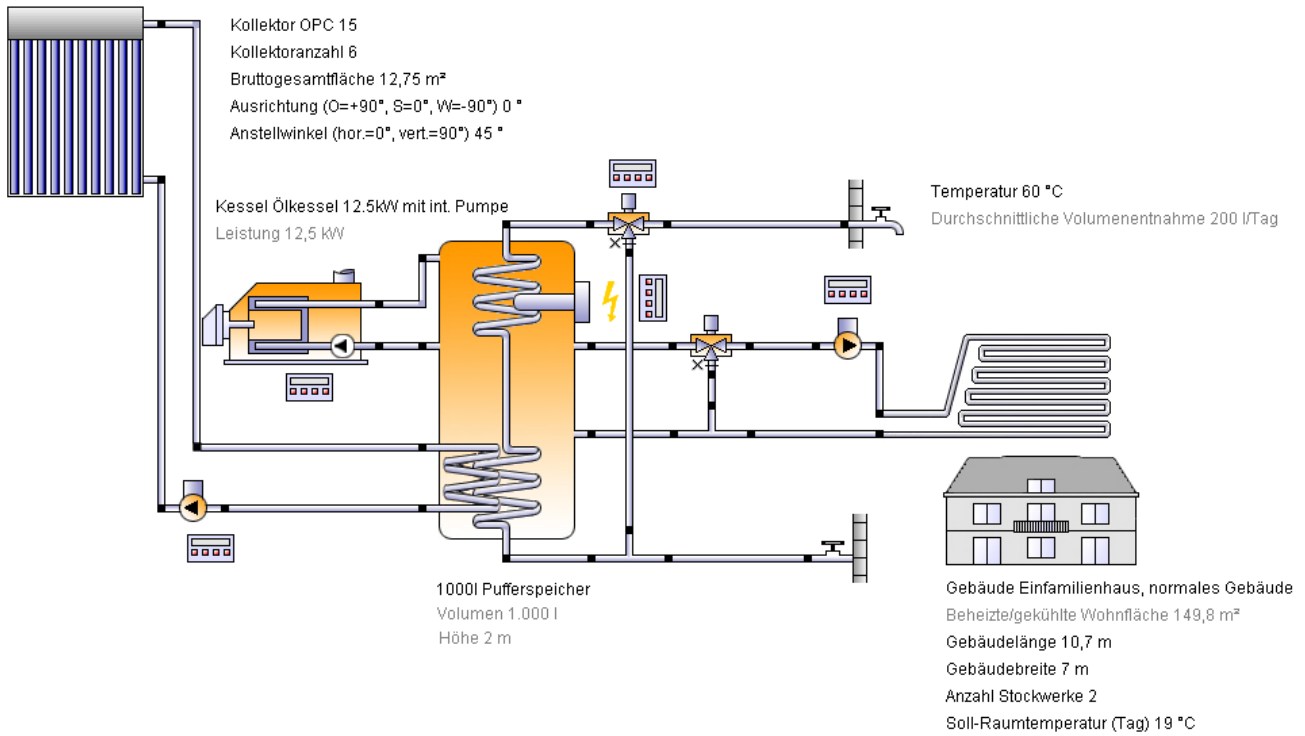 Kollektor OPC 15
Kollektoranzahl 6
Bruttogesamtfläche 12,75 m²
Ausrichtung (O=+90°, S=0°, W=-90°) 0 °
Anstellwinkel (hor.=0°, vert.=90°) 45 °
Temperatur 60 °C
Durchschnittliche Volumenentnahme 200 l/Tag
Kessel Ölkessel 12.5kW mit int. Pumpe
Leistung 12,5 kW
1000l Pufferspeicher
Volumen 1.000 l
Höhe 2 m
Gebäude Einfamilienhaus, normales Gebäude
Beheizte/gekühlte Wohnfläche 149,8 m²
Gebäudelänge 10,7 m
Gebäudebreite 7 m
Anzahl Stockwerke 2
Soll-Raumtemperatur (Tag) 19 °C